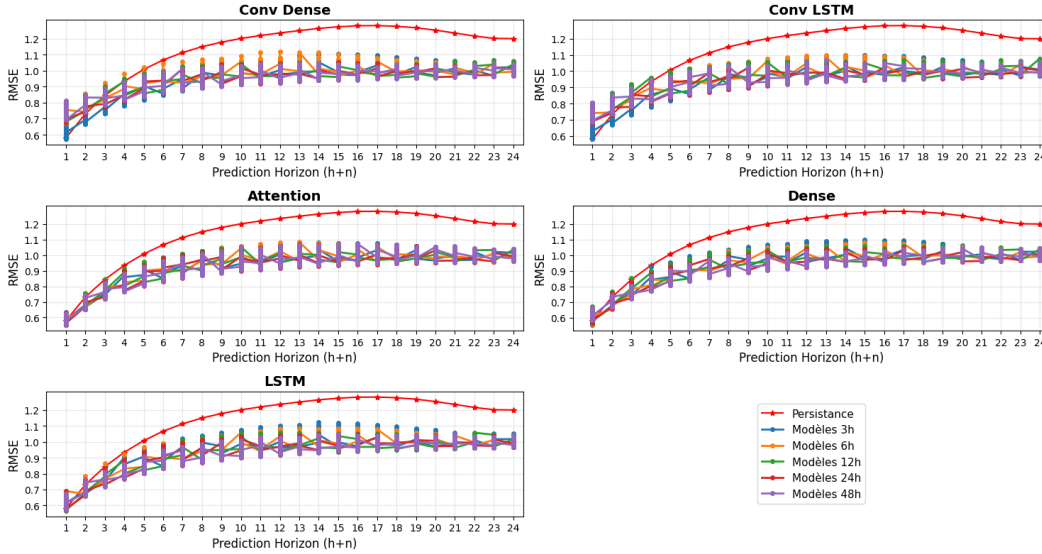 Conv Dense
RMSE
1.2
1.1
1.0
0.9
0.8
0.7
0.6
1 2 3 4 5 6 7 8 9 10 11 12 13 14 15 16 17 18 19 20 21 22 23 24
Prediction Horizon (h+n)
Conv LSTM
RMSE
1.2
1.1
1.0
0.9
0.8
0.7
0.6
1 2 3 4 5 6 7 8 9 10 11 12 13 14 15 16 17 18 19 20 21 22 23 24
Prediction Horizon (h+n)
Attention
RMSE
1.2
1.1
1.0
0.9
0.8
0.7
0.6
1 2 3 4 5 6 7 8 9 10 11 12 13 14 15 16 17 18 19 20 21 22 23 24
Prediction Horizon (h+n)
Dense
RMSE
1.2
1.1
1.0
0.9
0.8
0.7
0.6
1 2 3 4 5 6 7 8 9 10 11 12 13 14 15 16 17 18 19 20 21 22 23 24
Prediction Horizon (h+n)
LSTM
RMSE
1.2
1.1
1.0
0.9
0.8
0.7
0.6
1 2 3 4 5 6 7 8 9 10 11 12 13 14 15 16 17 18 19 20 21 22 23 24
Prediction Horizon (h+n)
Persistance
Modèles 3h
Modèles 6h
Modèles 12h
Modèles 24h
Modèles 48h